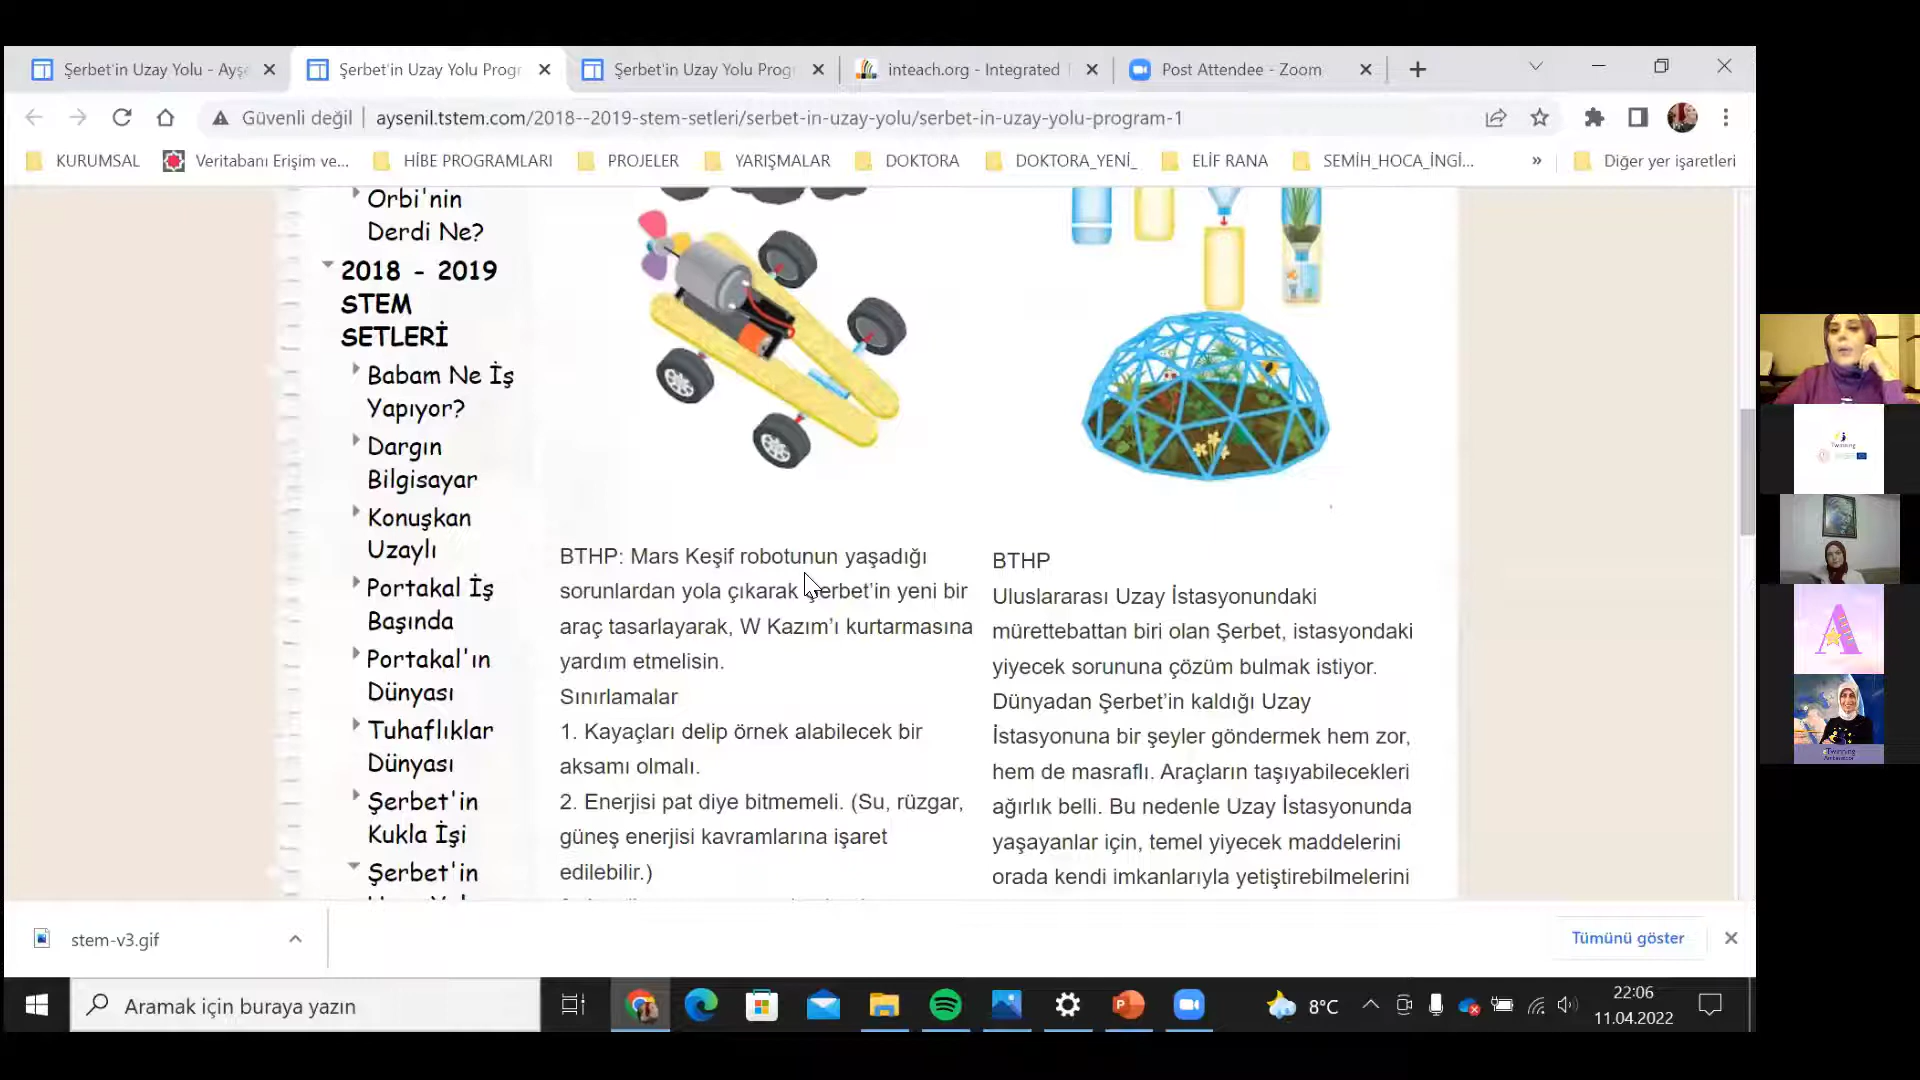 Şerbet'in Uzay Yolu - Ayşe
Şerbet'in Uzay Yolu Progr
Şerbet'in Uzay Yolu Prog
inteach.org - Integrated
Post Attendee - Zoom
Güvenli değil
aysenil.tstem.com/2018--2019-stem-setleri/serbet-in-uzay-yolu/serbet-in-uzay-yolu-program-1
KURUMSAL
Veritabanı Erişim ve...
HİBE PROGRAMLARI
PROJELER
YARIŞMALAR
DOKTORA
DOKTORA_YENİ_
ELİF RANA
SEMİH_HOCA_İNGİ...
»
Diğer yer işaretleri
Orbi'nin
Derdi Ne?
2018 - 2019
STEM
SETLERİ
Babam Ne İş
Yapıyor?
Dargın
Bilgisayar
Konuşkan
Uzaylı
Portakal İş
Başında
Portakal'ın
Dünyası
Tuhaflıklar
Dünyası
Şerbet'in
Kukla İşi
Şerbet'in
BTHP: Mars Keşif robotunun yaşadığı
sorunlardan yola çıkarak Şerbet'in yeni bir
araç tasarlayarak, W Kazım'ı kurtarmasına
yardım etmelisin.
Sınırlamalar
1. Kayaçları delip örnek alabilecek bir
aksamı olmalı.
2. Enerjisi pat diye bitmemeli. (Su, rüzgar,
güneş enerjisi kavramlarına işaret
edilebilir.)
BTHP
Uluslararası Uzay İstasyonundaki
mürettebattan biri olan Şerbet, istasyondaki
yiyecek sorununa çözüm bulmak istiyor.
Dünyadan Şerbet'in kaldığı Uzay
İstasyonuna bir şeyler göndermek hem zor,
hem de masraflı. Araçların taşıyabilecekleri
ağırlık belli. Bu nedenle Uzay İstasyonunda
yaşayanlar için, temel yiyecek maddelerini
orada kendi imkanlarıyla yetiştirebilmelerini
stem-v3.gif
Tümünü göster
Aramak için buraya yazın
8°C
22:06
11.04.2022